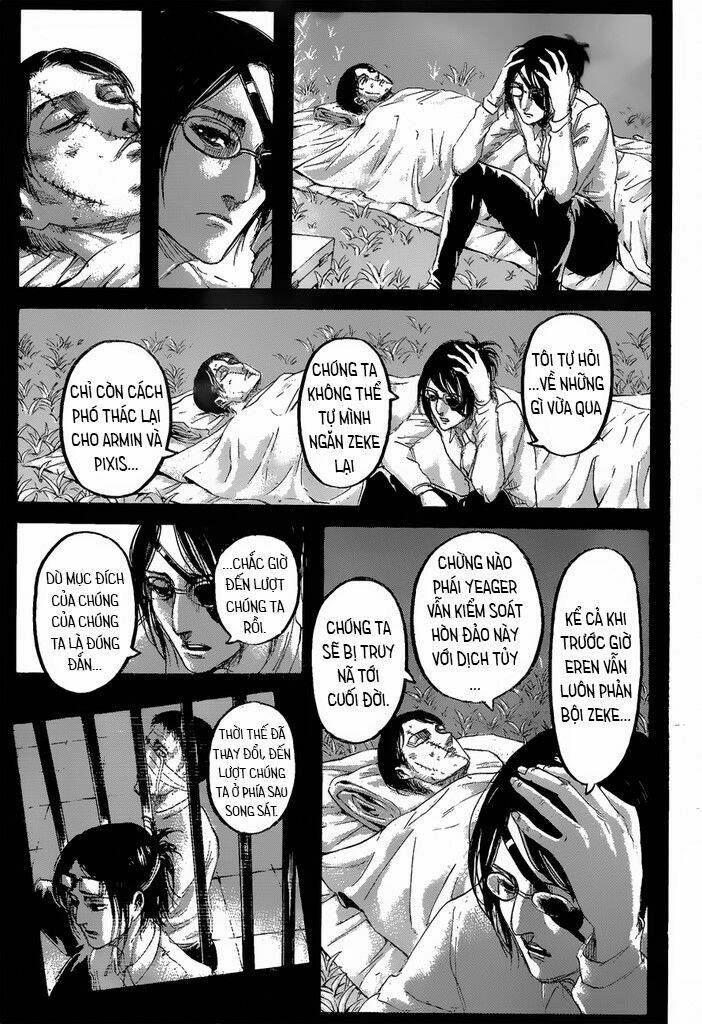 TÔI TỰ HỎI
...VỀ NHỮNG
GÌ VỪA QUA
CHÚNG TA
KHÔNG THỂ
TỰ MÌNH
NGĂN ZEKE
LẠI
CHỈ CÒN CÁCH
PHÓ THÁC LẠI
CHO ARMIN VÀ
PIXIS...
KỂ CẢ KHI
TRƯỚC GIỜ
EREN VẪN
LUÔN PHẢN
BỘI ZEKE...
CHỪNG NÀO
PHÁI YEAGER
VẪN KIỂM SOÁT
HÒN ĐẢO NÀY
VỚI DỊCH TỦY
...
CHÚNG TA
SẼ BỊ TRUY
NÃ TỚI
CUỐI ĐỜI.
...CHẮC GIỜ
ĐẾN LƯỢT
CHÚNG TA
RỒI.
DÙ MỤC ĐÍCH
CỦA CHÚNG
CỦA CHÚNG
TA LÀ ĐÚNG
ĐẮN...
THỜI THẾ ĐÃ
THAY ĐỔI, ĐẾN
LƯỢT CHÚNG
TA Ở PHÍA SAU
SONG SÁT.